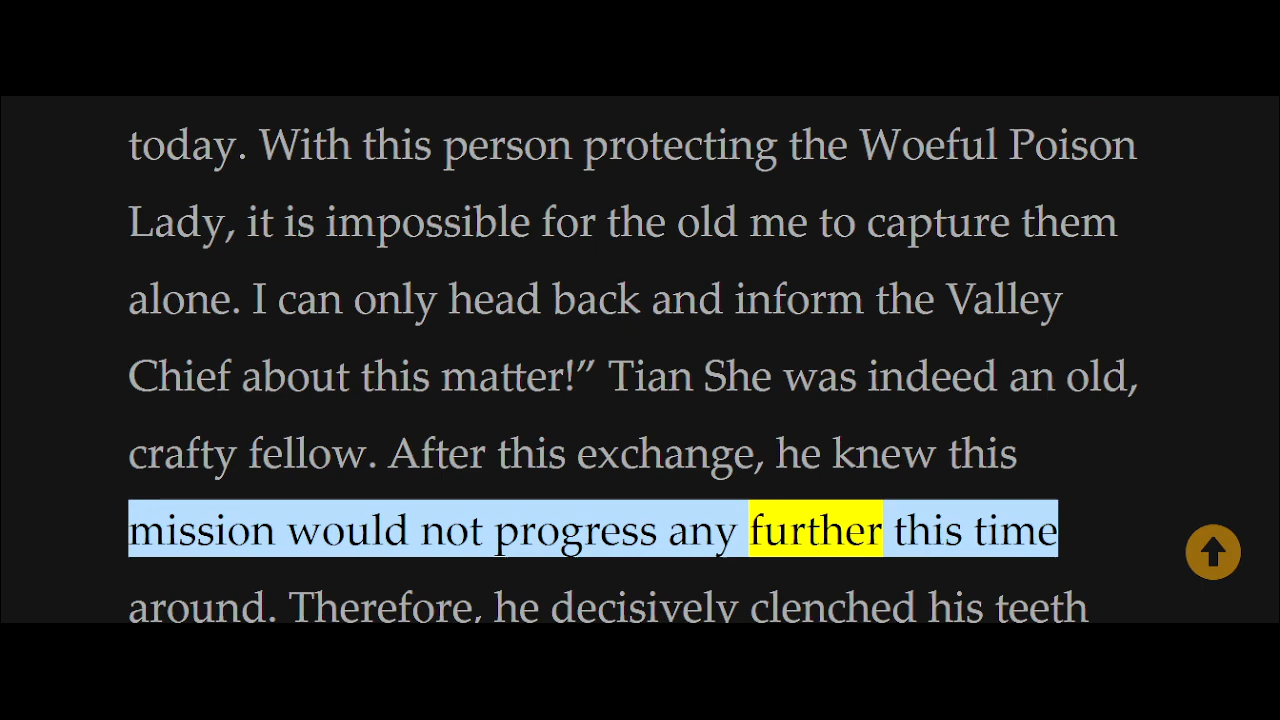 today. With this person protecting the Woeful Poison
Lady, it is impossible for the old me to capture them
alone. I can only head back and inform the Valley
Chief about this matter!” Tian She was indeed an old,
crafty fellow. After this exchange, he knew this
mission would not progress any further this time
around. Therefore, he decisively clenched his teeth